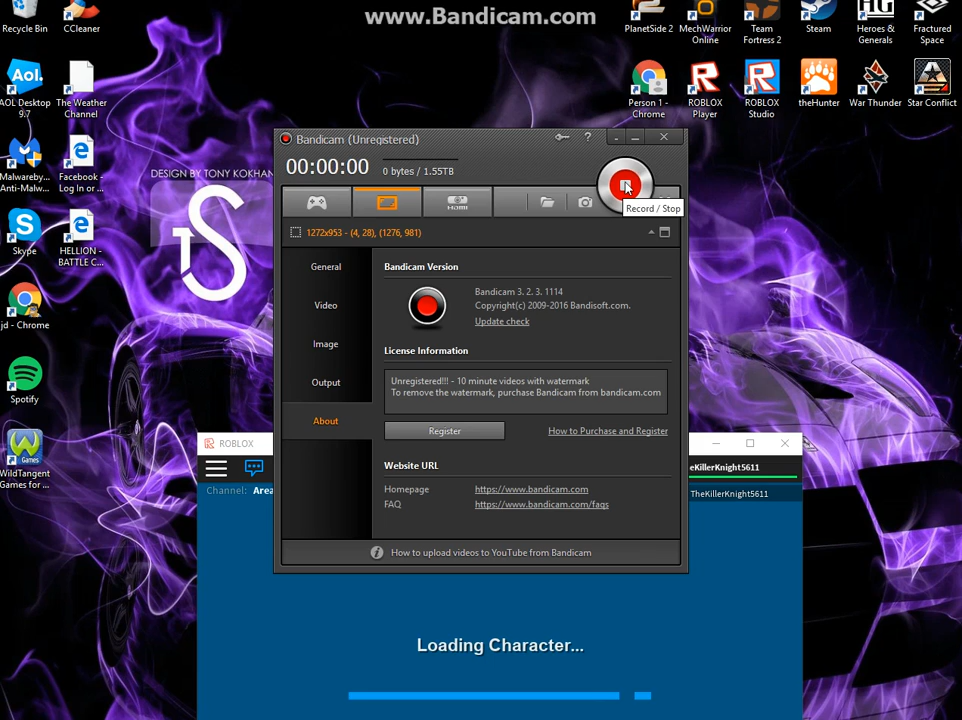 www.Bandicam.com
Recycle Bin
CCleaner
PlanetSide 2
MechWarrior
Online
Team
Fortress 2
Steam
Heroes &
Generals
Fractured
Space
Aol.
AOL Desktop
9.7
The Weather
Channel
Person 1 -
Chrome
ROBLOX
Player
ROBLOX
Studio
theHunter
War Thunder
Star Conflict
Malwareby...
Anti-Malw...
Facebook -
Log In or ...
DESIGN BY TONY KOKHAN
Skype
HELLION -
BATTLE C...
jd - Chrome
Spotify
WildTangent
Games for ...
Bandicam (Unregistered)
00:00:00
0 bytes / 1.55TB
Record / Stop
HDMI
1272x953 - (4, 28), (1276, 981)
General
Video
Image
Output
About
Bandicam Version
Bandicam 3. 2. 3. 1114
Copyright(c) 2009-2016 Bandisoft.com.
Update check
License Information
Unregistered!!! - 10 minute videos with watermark
To remove the watermark, purchase Bandicam from bandicam.com
Register
How to Purchase and Register
Website URL
Homepage
https://www.bandicam.com
FAQ
https://www.bandicam.com/faqs
How to upload videos to YouTube from Bandicam
ROBLOX
eKillerKnight5611
Channel: Area
TheKillerKnight5611
Loading Character...